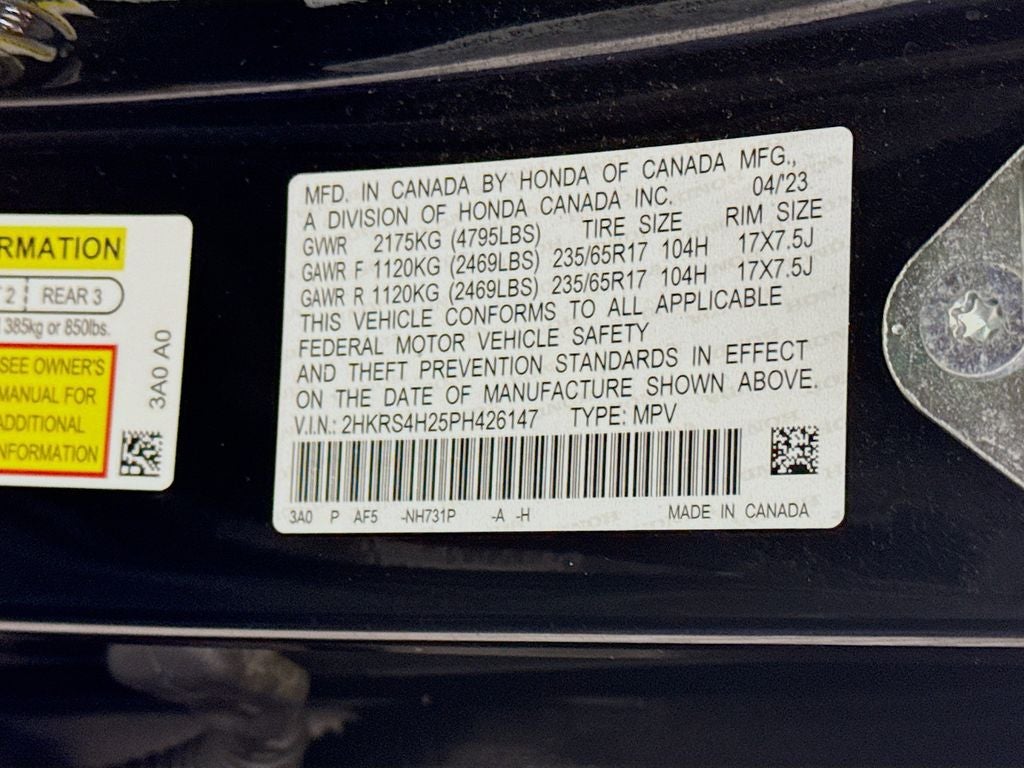 RMATION
2 REAR 3
385kg or 850lbs.
SEE OWNER'S
MANUAL FOR
ADDITIONAL
NFORMATION
3A0 A0
MFD. IN CANADA BY HONDA OF CANADA MFG.,
A DIVISION OF HONDA CANADA INC. 04/'23
GVWR 2175KG (4795LBS) TIRE SIZE RIM SIZE
GAWR F 1120KG (2469LBS) 235/65R17 104H 17X7.5J
GAWR R 1120KG (2469LBS) 235/65R17 104H 17X7.5J
THIS VEHICLE CONFORMS TO ALL APPLICABLE
FEDERAL MOTOR VEHICLE SAFETY
AND THEFT PREVENTION STANDARDS IN EFFECT
ON THE DATE OF MANUFACTURE SHOWN ABOVE.
V.I.N.: 2HKRS4H25PH426147 TYPE: MPV
3A0 P AF5 -NH731P -A -H MADE IN CANADA